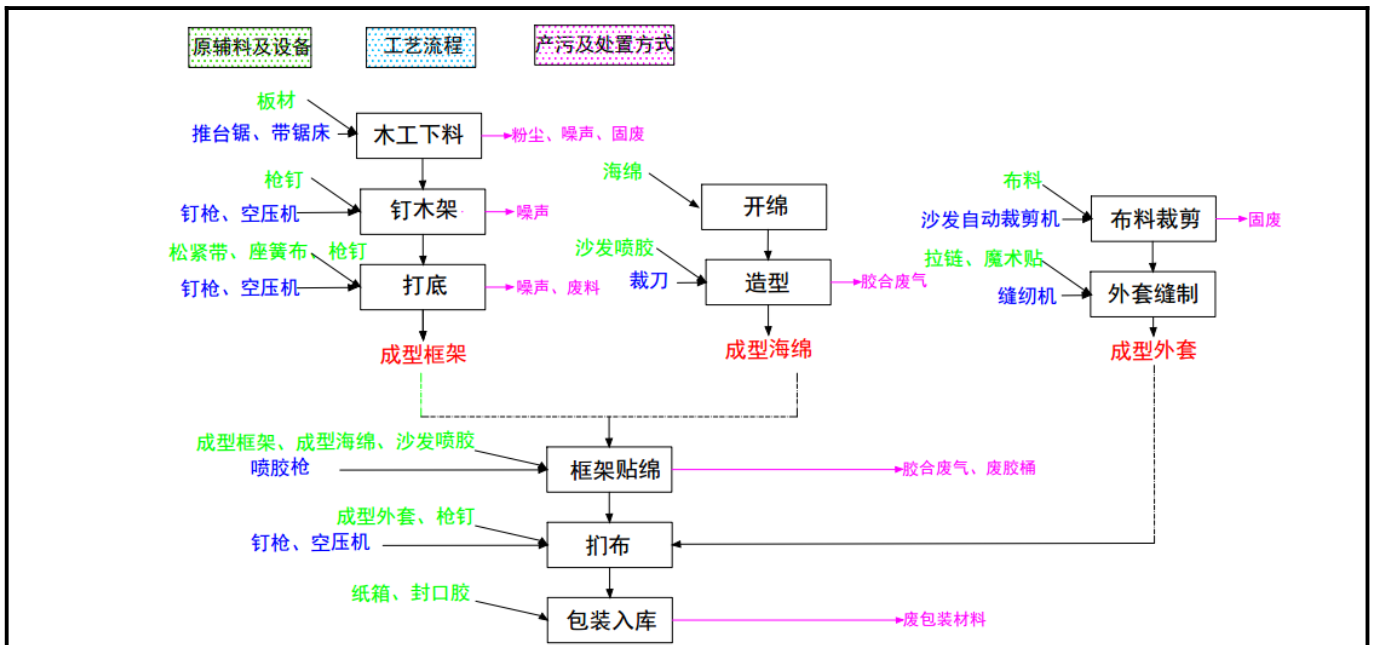 原辅料及设备
工艺流程
产污及处置方式
板材
推台锯、带锯床
木工下料
粉尘、噪声、固废
枪钉
钉枪、空压机
钉木架
噪声
松紧带、座簧布、枪钉
钉枪、空压机
打底
噪声、废料
成型框架
海绵
开绵
沙发喷胶
裁刀
造型
胶合废气
成型海绵
布料
沙发自动裁剪机
布料裁剪
固废
拉链、魔术贴
缝纫机
外套缝制
成型外套
成型框架、成型海绵、沙发喷胶
喷胶枪
框架贴绵
胶合废气、废胶桶
成型外套、枪钉
钉枪、空压机
扪布
纸箱、封口胶
包装入库
废包装材料